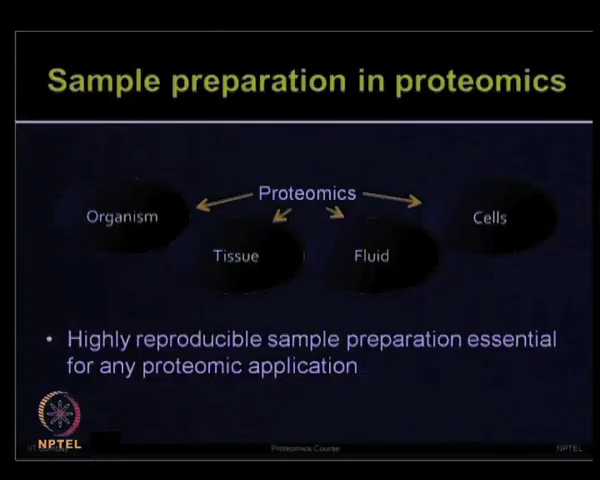 Sample preparation in proteomics
Proteomics
Organism
Cells
Tissue
Fluid
• Highly reproducible sample preparation essential
for any proteomic application
NPTEL
Proteomics Course
NPTEL